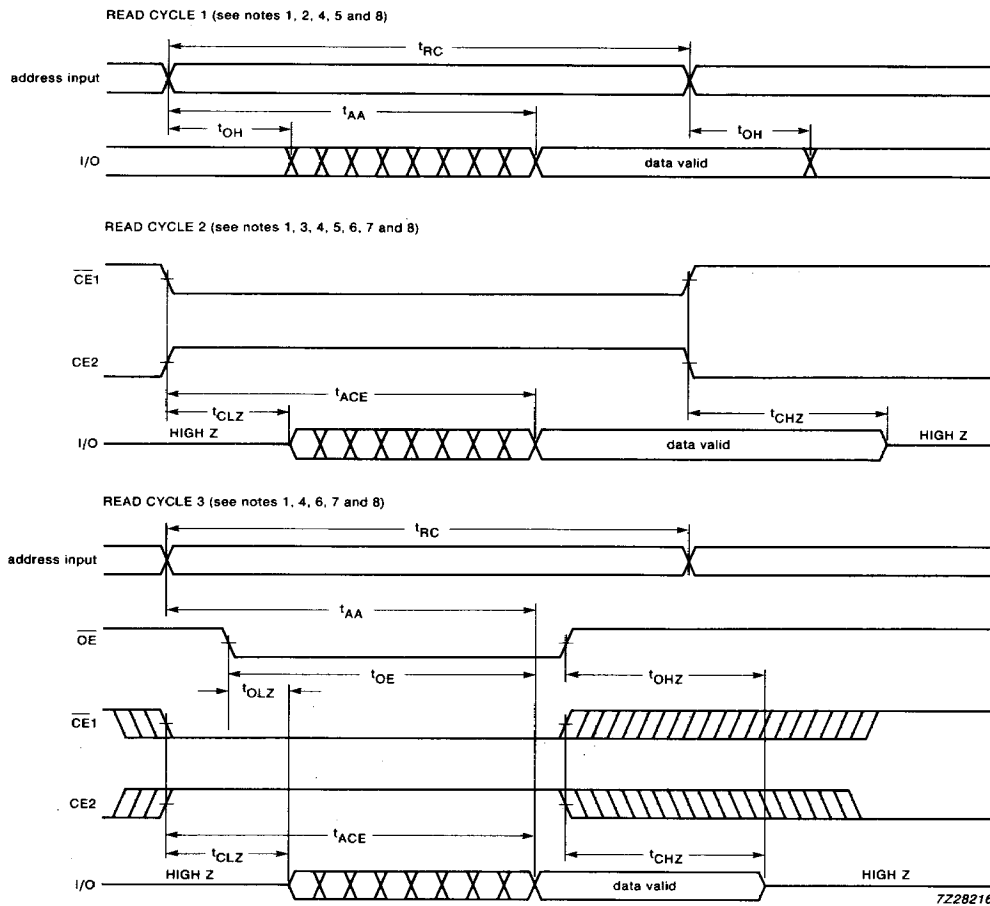 READ CYCLE 1 (see notes 1, 2, 4, 5 and 8)
tRC
address input
tAA
tOH
tOH
I/O
data valid
READ CYCLE 2 (see notes 1, 3, 4, 5, 6, 7 and 8)
CE1
CE2
tACE
tCLZ
tCHZ
HIGH Z
HIGH Z
I/O
data valid
READ CYCLE 3 (see notes 1, 4, 6, 7 and 8)
tRC
address input
tAA
OE
tOE
tOHZ
tOLZ
CE1
CE2
tACE
tCLZ
tCHZ
HIGH Z
HIGH Z
I/O
data valid
7Z28216